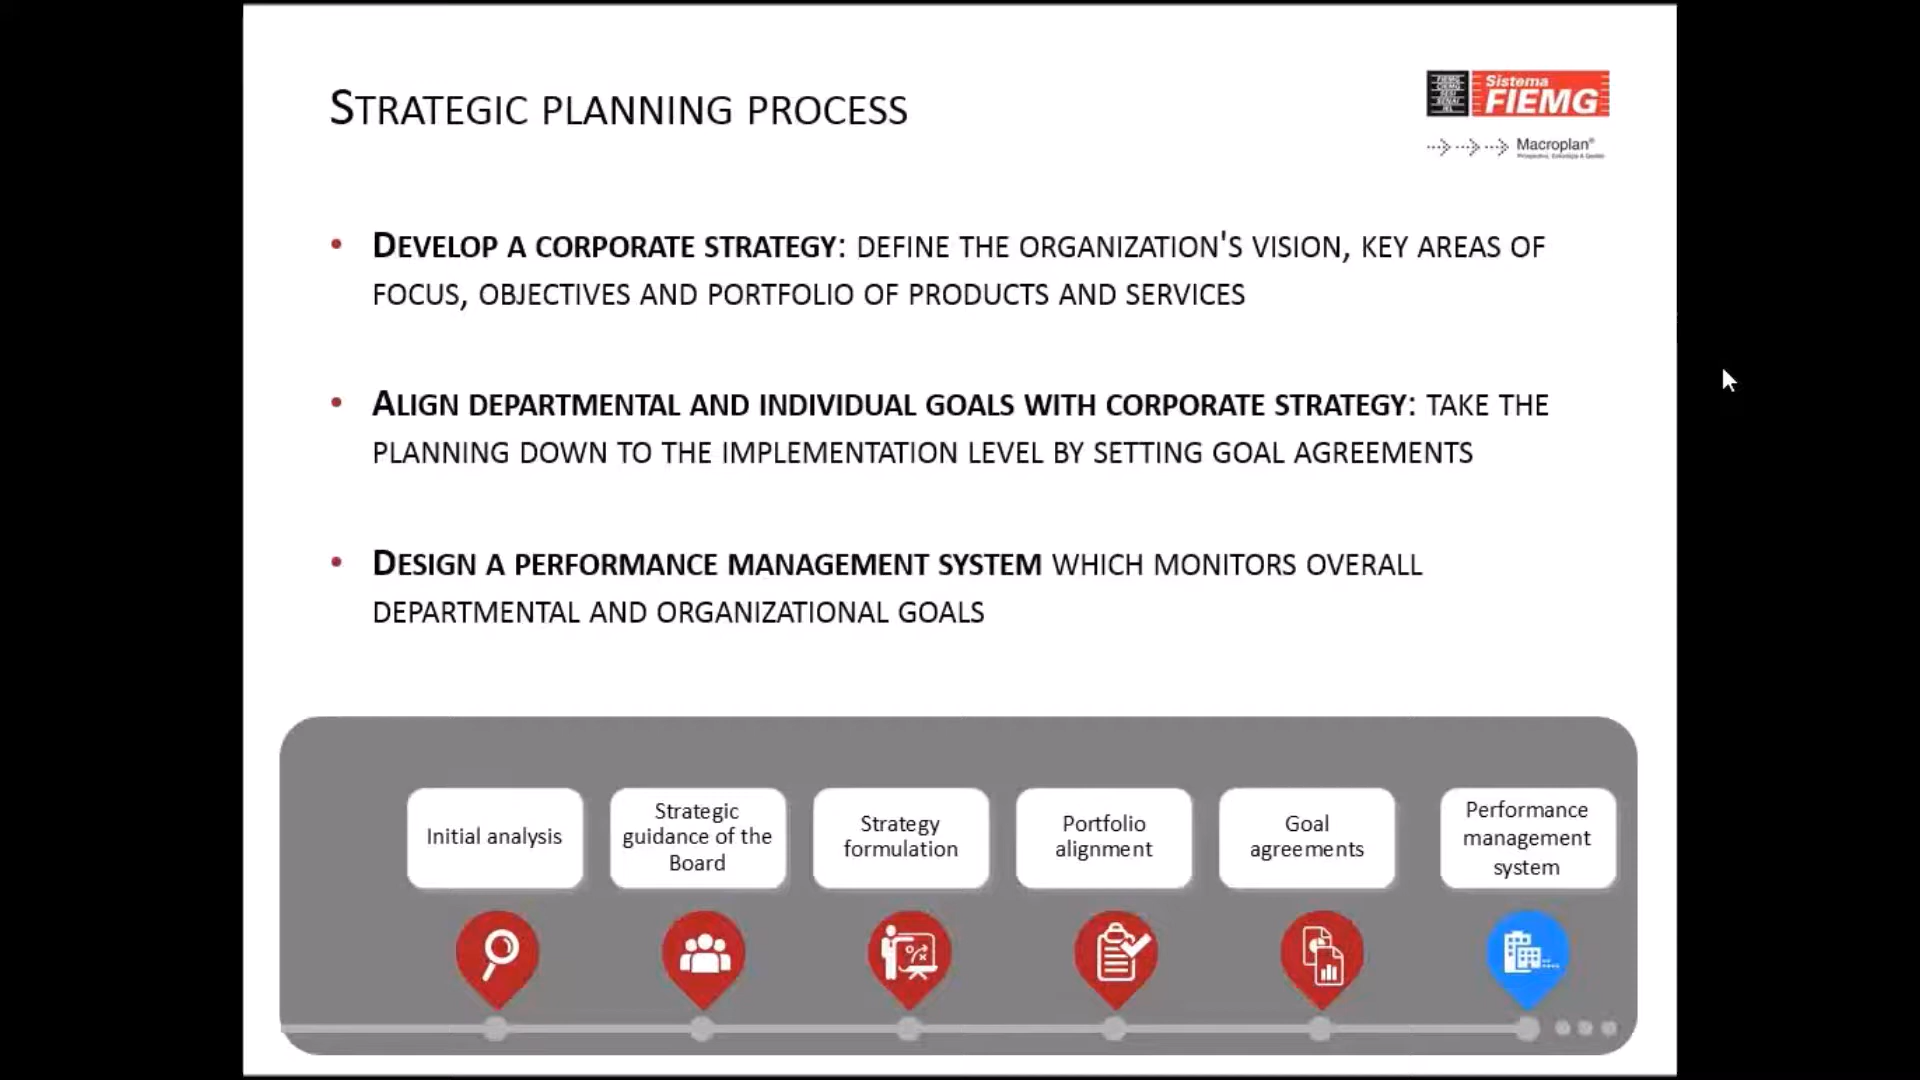 STRATEGIC PLANNING PROCESS
Sistema
FIEMG
Macroplan®
• DEVELOP A CORPORATE STRATEGY: DEFINE THE ORGANIZATION'S VISION, KEY AREAS OF
FOCUS, OBJECTIVES AND PORTFOLIO OF PRODUCTS AND SERVICES
• ALIGN DEPARTMENTAL AND INDIVIDUAL GOALS WITH CORPORATE STRATEGY: TAKE THE
PLANNING DOWN TO THE IMPLEMENTATION LEVEL BY SETTING GOAL AGREEMENTS
• DESIGN A PERFORMANCE MANAGEMENT SYSTEM WHICH MONITORS OVERALL
DEPARTMENTAL AND ORGANIZATIONAL GOALS
Initial analysis
Strategic
guidance of the
Board
Strategy
formulation
Portfolio
alignment
Goal
agreements
Performance
management
system